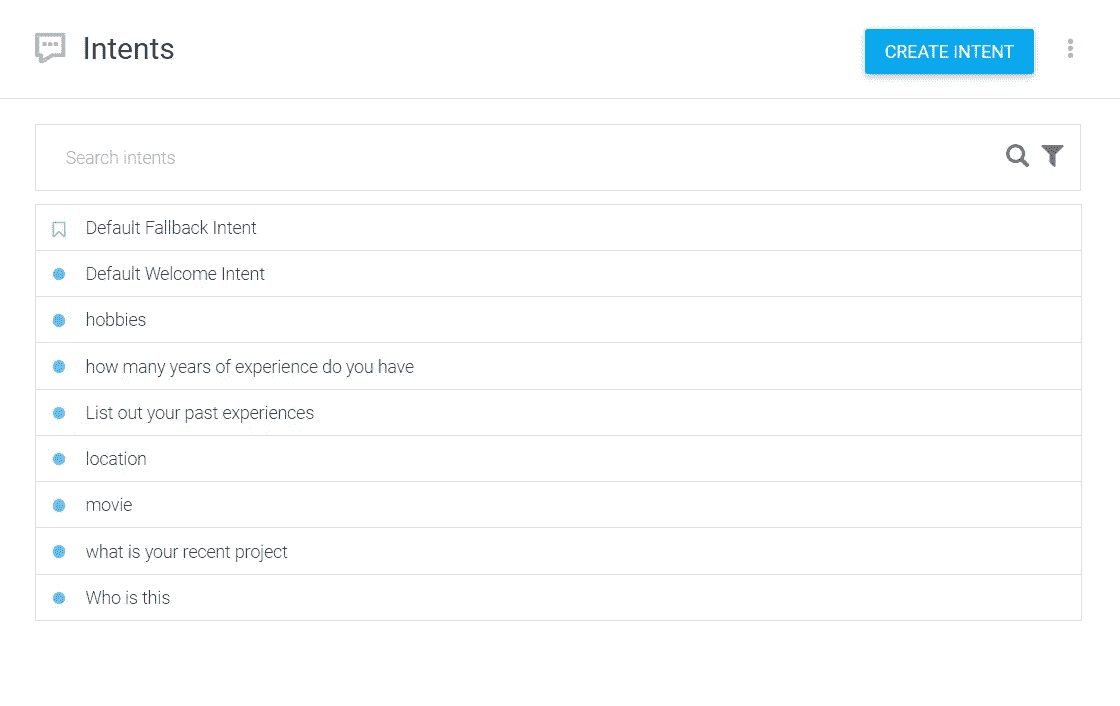 Intents
CREATE INTENT
Search intents
Default Fallback Intent
Default Welcome Intent
hobbies
how many years of experience do you have
List out your past experiences
location
movie
what is your recent project
Who is this